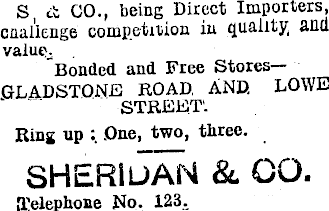 S. & CO., being Direct Importers,
challenge competition in quality and
value.
Bonded and Free Stores—
GLADSTONE ROAD AND LOWE
STREET.
Ring up: One, two, three.
SHERIDAN & CO.
Telephone No. 123.